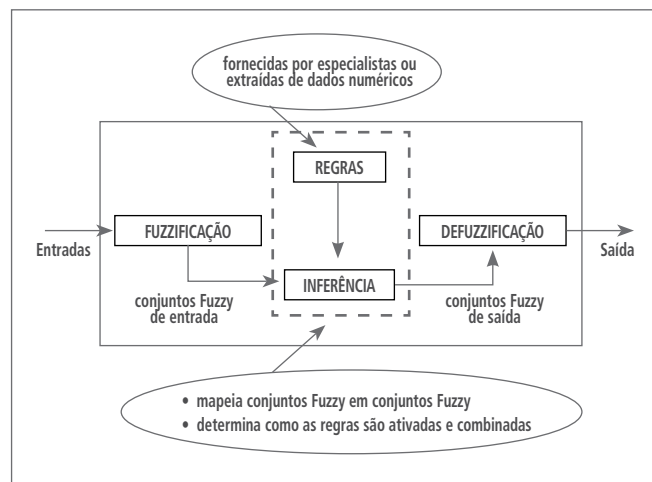 fornecidas por especialistas ou
extraídas de dados numéricos
REGRAS
Entradas
FUZZIFICAÇÃO
DEFUZZIFICAÇÃO
Saída
INFERÊNCIA
conjuntos Fuzzy
de entrada
conjuntos Fuzzy
de saída
• mapeia conjuntos Fuzzy em conjuntos Fuzzy
• determina como as regras são ativadas e combinadas